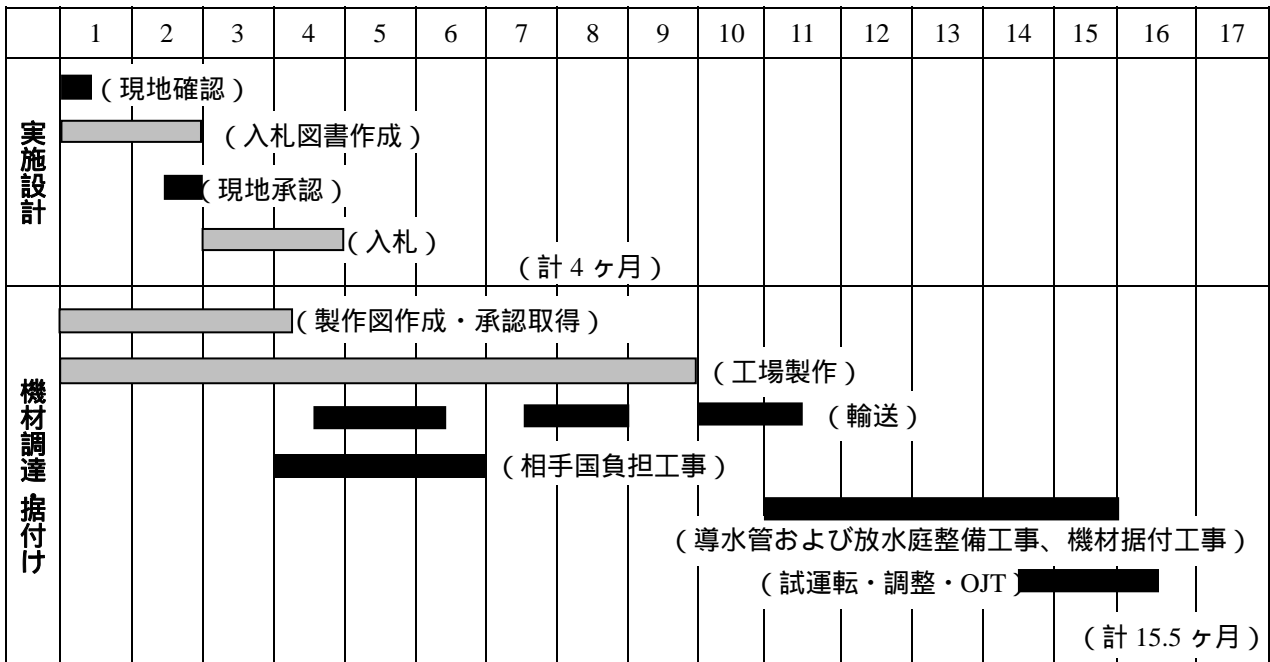 1 2 3 4 5 6 7 8 9 10 11 12 13 14 15 16 17
実施設計
（現地確認）
（入札図書作成）
（現地承認）
（入札）
（計 4 ヶ月）
機材調達・据付け
（製作図作成・承認取得）
（工場製作）
（輸送）
（相手国負担工事）
（導水管および放水庭整備工事、機材据付工事）
（試運転・調整・OJT）
（計 15.5 ヶ月）